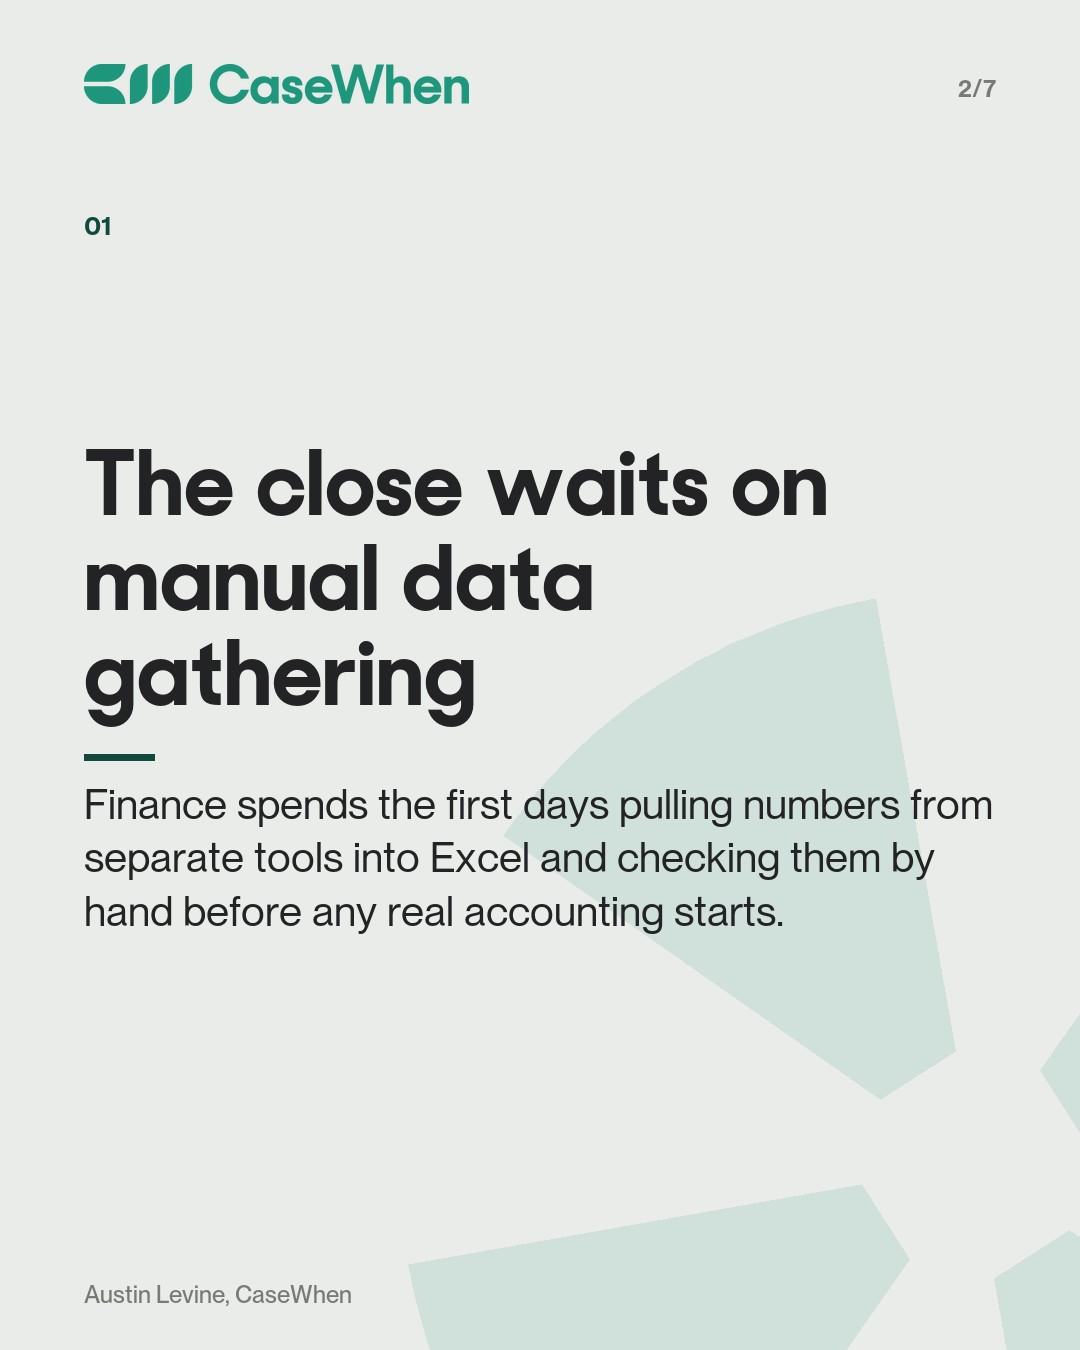 CaseWhen
2/7
01
The close waits on
manual data
gathering
Finance spends the first days pulling numbers from
separate tools into Excel and checking them by
hand before any real accounting starts.
Austin Levine, CaseWhen